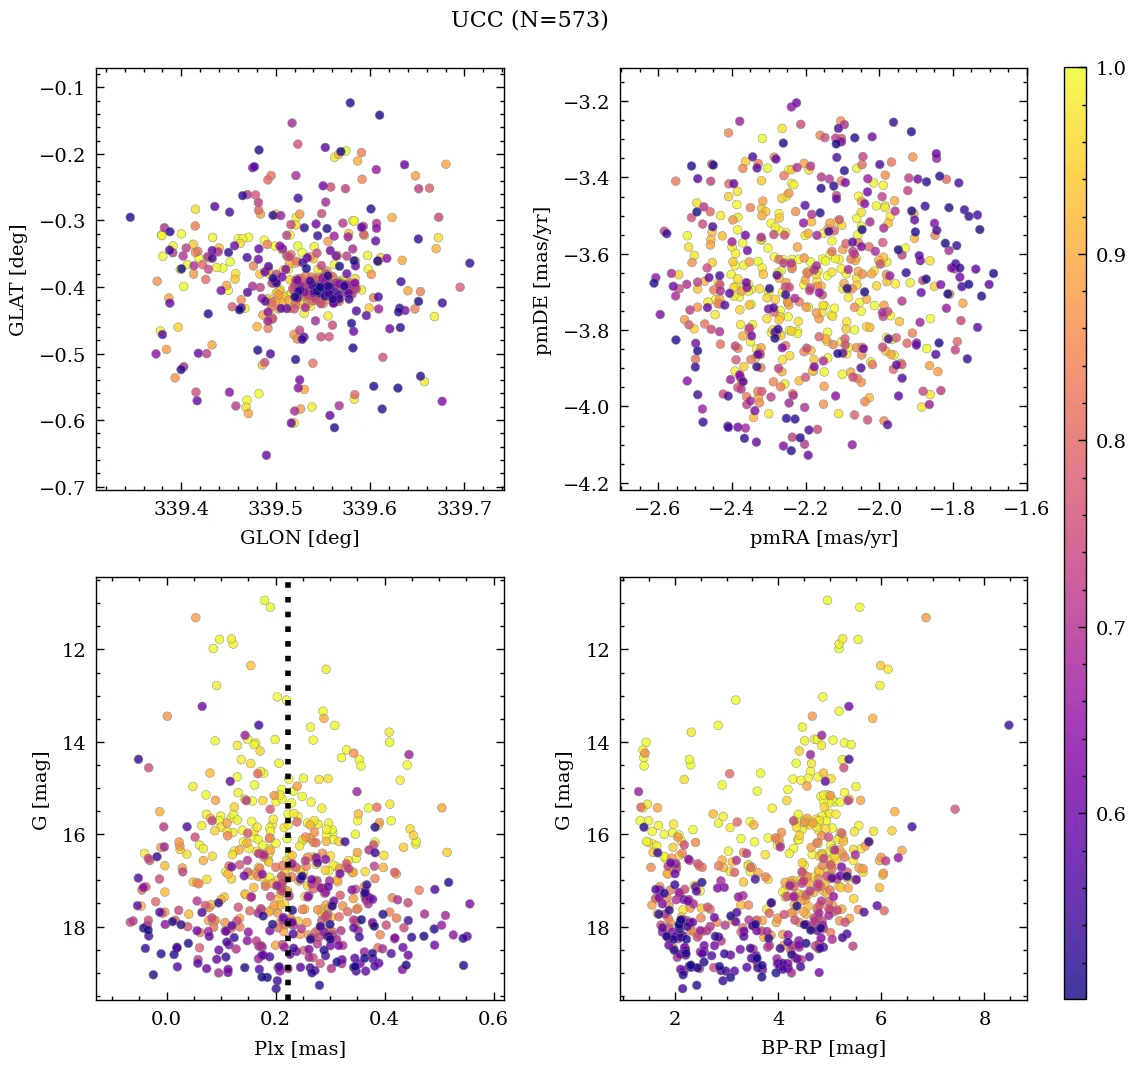 UCC (N=573)
−0.1
−0.2
−0.3
−0.4
−0.5
−0.6
−0.7
GLAT [deg]
339.4 339.5 339.6 339.7
GLON [deg]
−3.2
−3.4
−3.6
−3.8
−4.0
−4.2
pmDE [mas/yr]
−2.6 −2.4 −2.2 −2.0 −1.8 −1.6
pmRA [mas/yr]
12
14
16
18
G [mag]
0.0 0.2 0.4 0.6
Plx [mas]
12
14
16
18
G [mag]
2 4 6 8
BP-RP [mag]
1.0
0.9
0.8
0.7
0.6